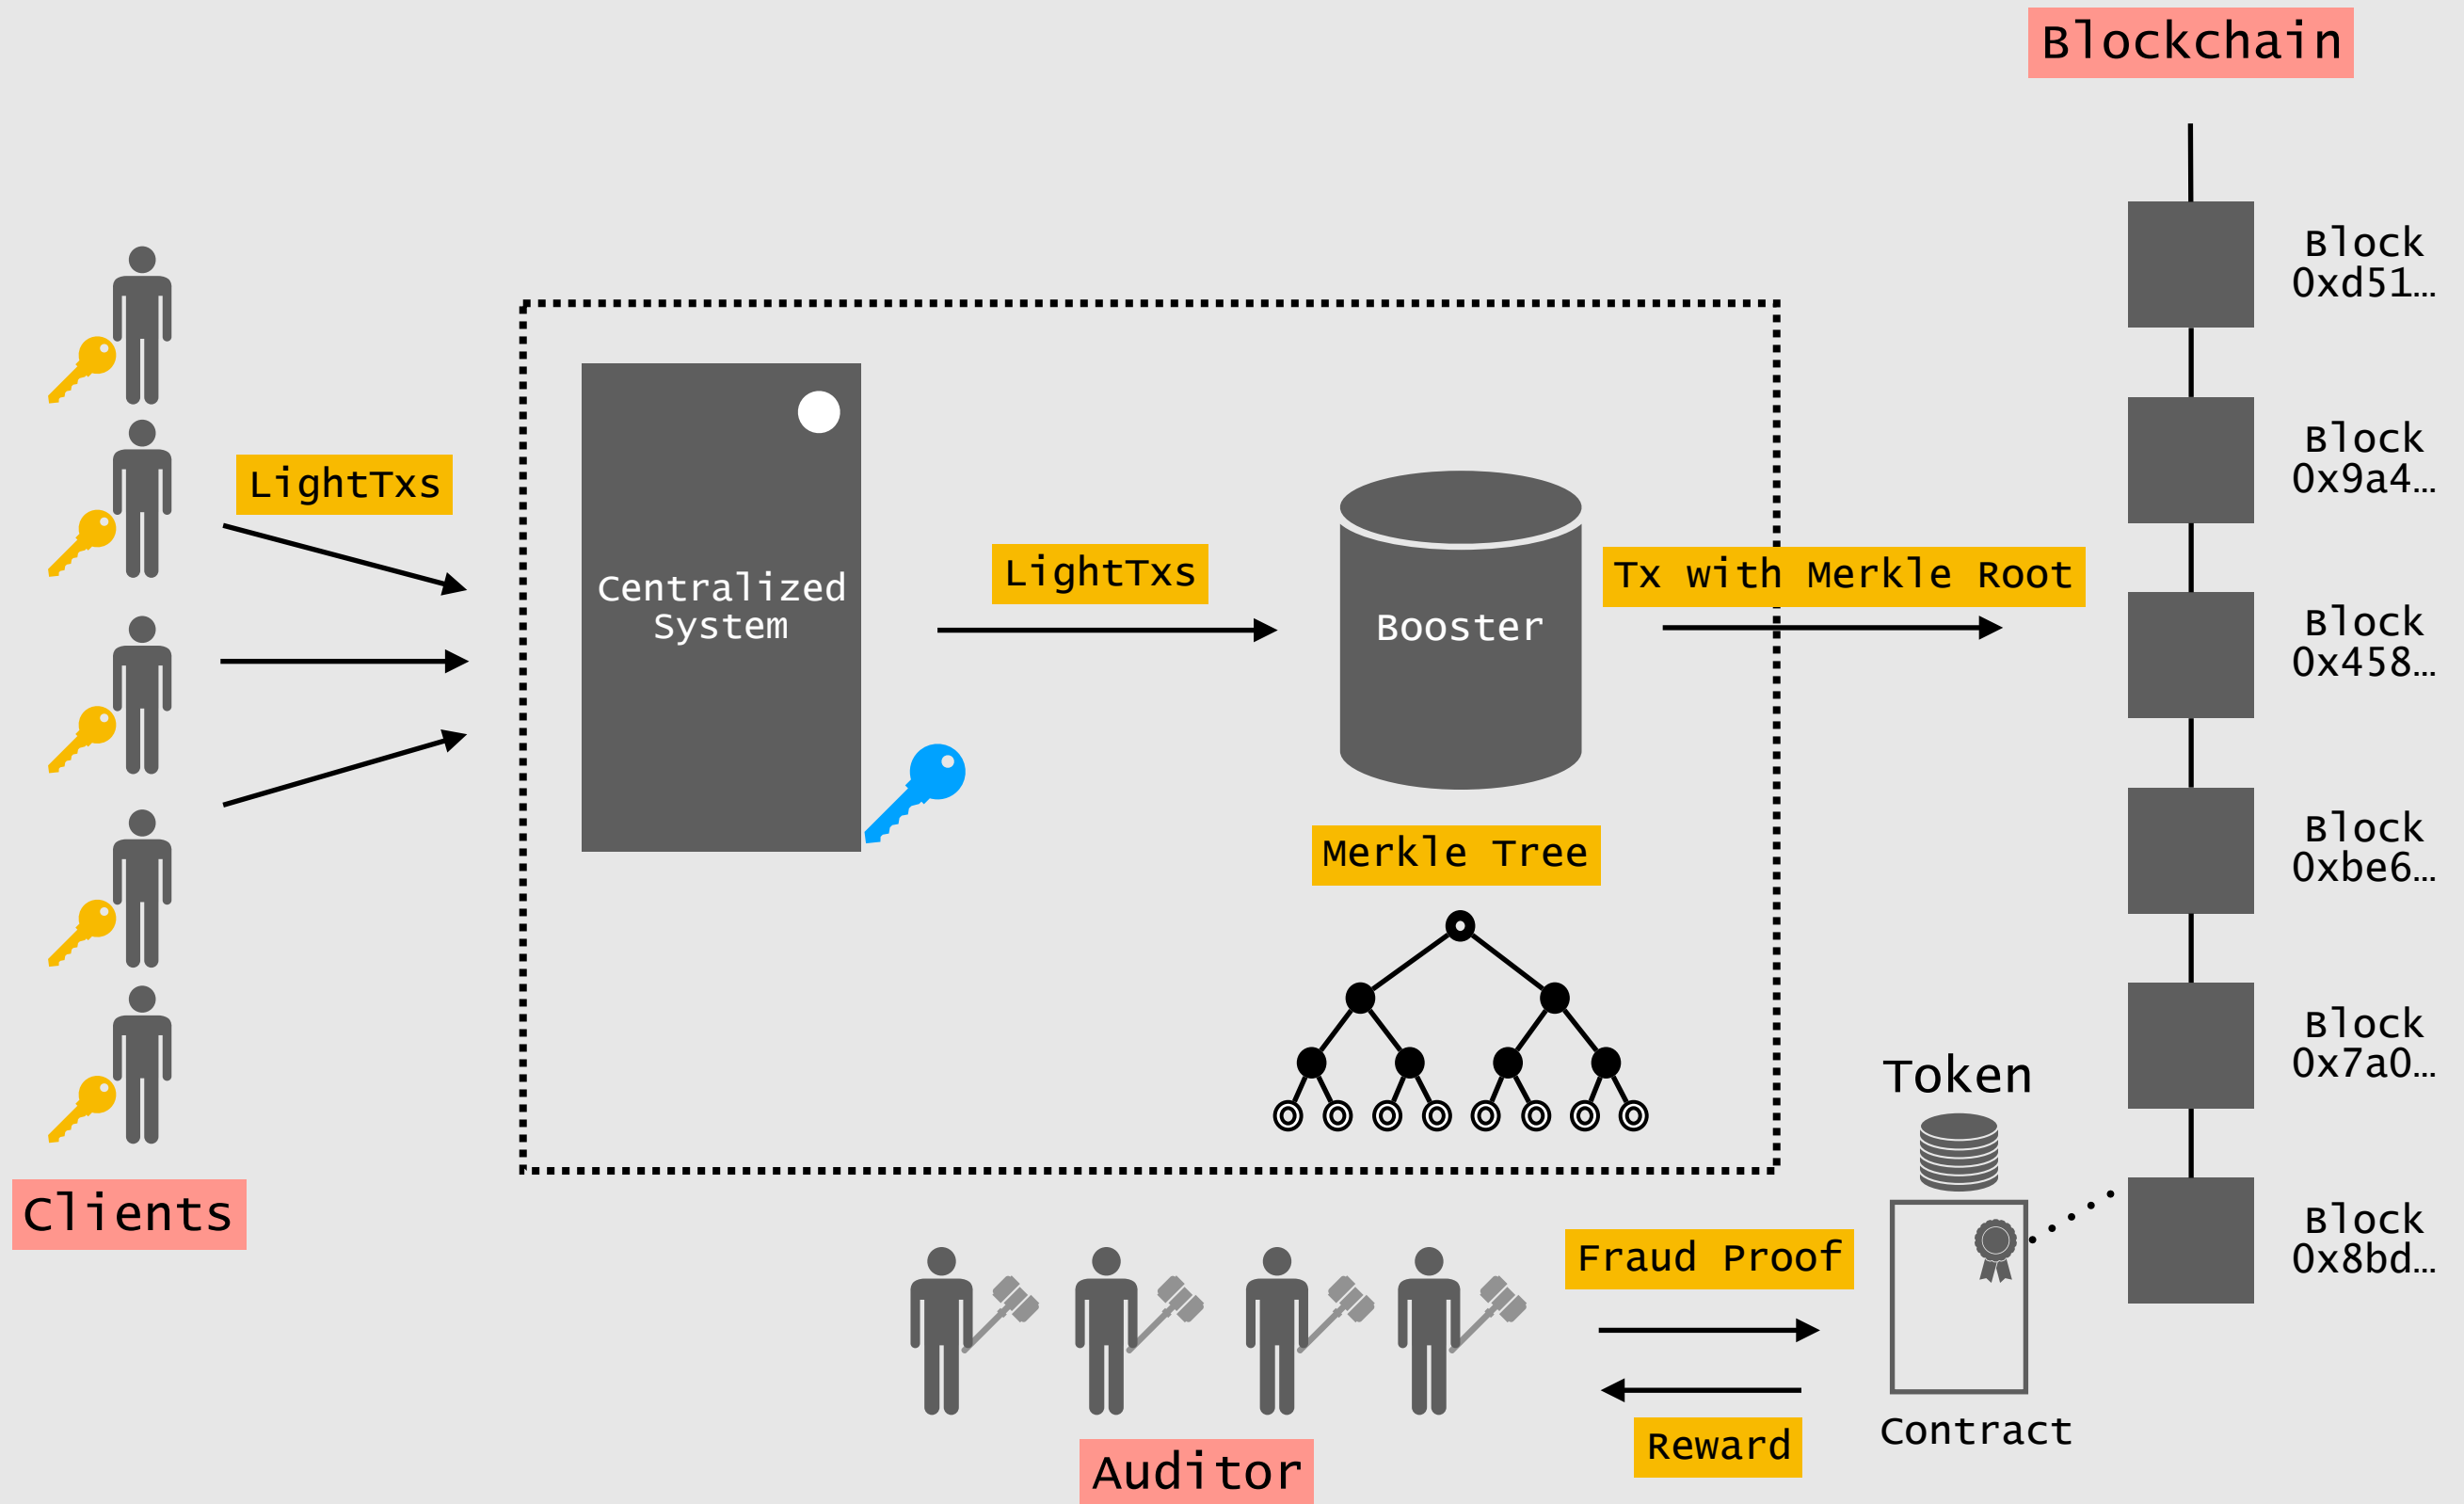 Blockchain
Block
0xd51…
Block
0x9a4…
LightTxs
LightTxs
Tx with Merkle Root
Centralized
System
Booster
Block
0x458…
Merkle Tree
Block
0xbe6…
Block
0x7a0…
Token
Clients
Block
0x8bd…
Fraud Proof
Contract
Reward
Auditor